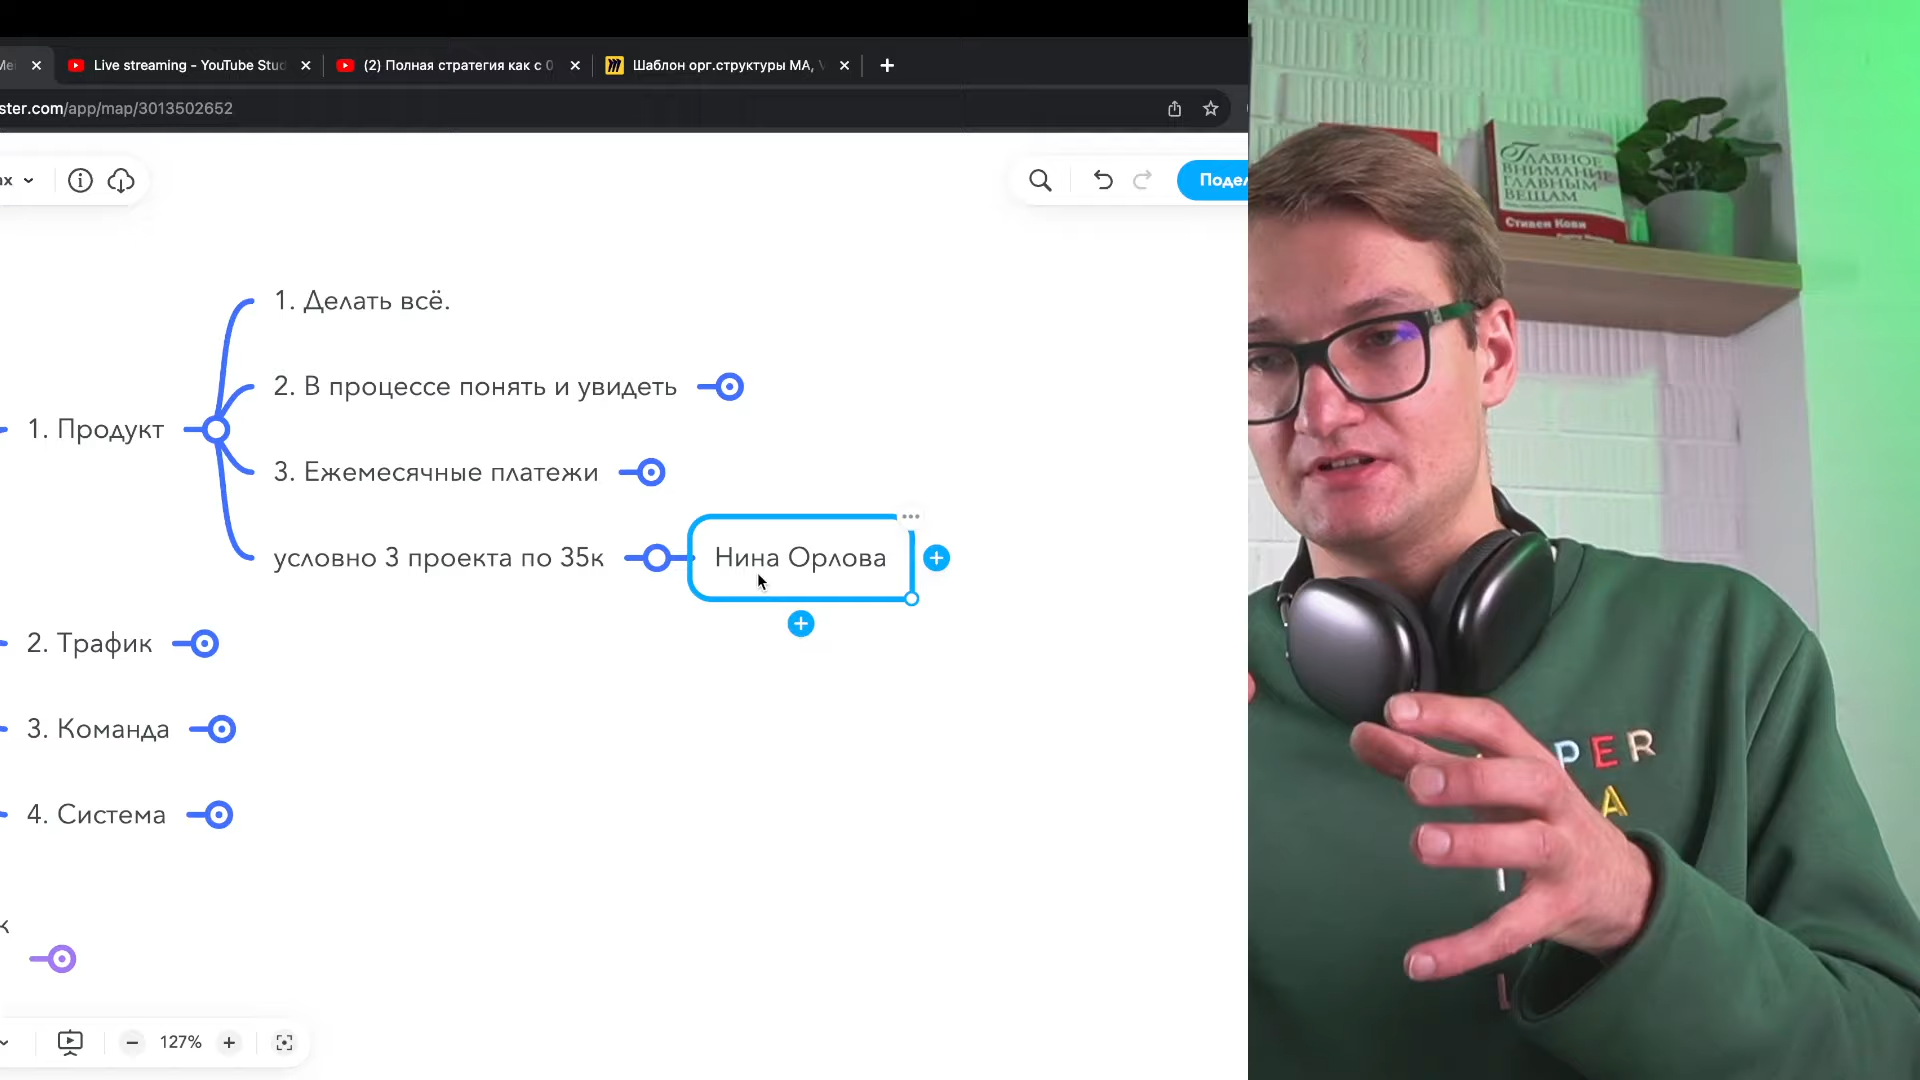 Live streaming - YouTube Stud
(2) Полная стратегия как с 0
Шаблон орг.структуры МА,
ster.com/app/map/3013502652
ax
Подел
1. Делать всё.
2. В процессе понять и увидеть
1. Продукт
3. Ежемесячные платежи
условно 3 проекта по 35к
Нина Орлова
2. Трафик
3. Команда
4. Система
к
127%
ГЛАВНОЕ
ВНИМАНИЕ
ГЛАВНЫМ
ВЕЩАМ
Стивен Кови
PER
A